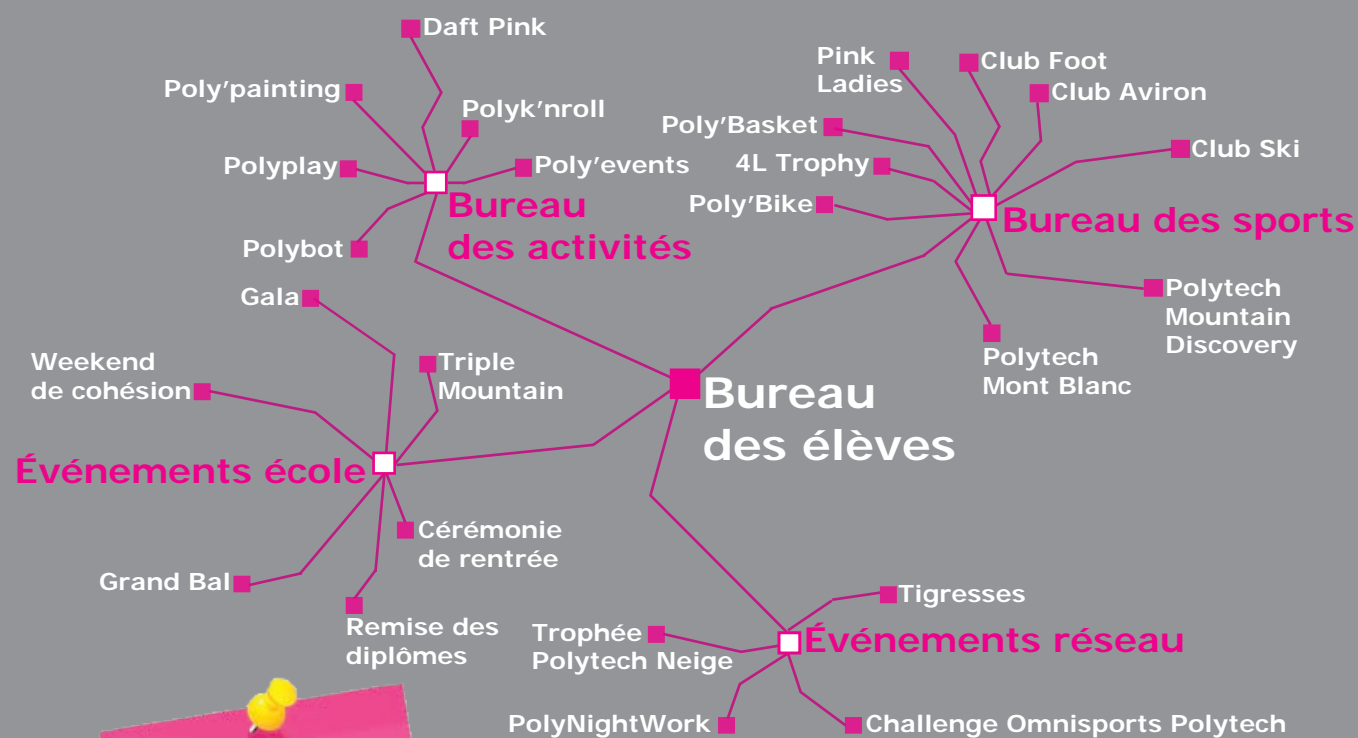 Daft Pink
Poly'painting
Polyk'nroll
Polyplay
Poly'events
Bureau
des activités
Polybot
Pink
Ladies
Club Foot
Club Aviron
Poly'Basket
4L Trophy
Club Ski
Poly'Bike
Bureau des sports
Polytech
Mountain
Discovery
Polytech
Mont Blanc
Bureau
des élèves
Gala
Weekend
de cohésion
Triple
Mountain
Événements école
Cérémonie
de rentrée
Grand Bal
Remise des
diplômes
Tigresses
Trophée
Polytech Neige
Événements réseau
PolyNightWork
Challenge Omnisports Polytech